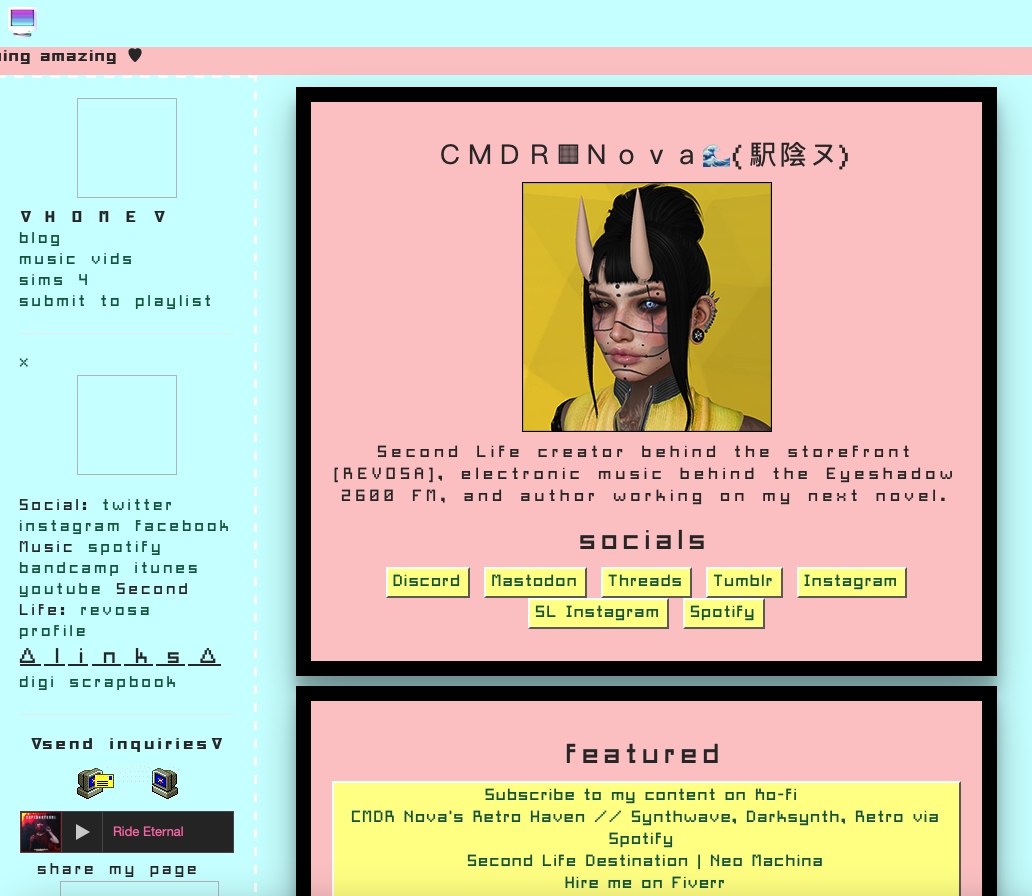 ing amazing ♥
∇ H O M E ∇
blog
music vids
sims 4
submit to playlist
x
Social: twitter
instagram facebook
Music spotify
bandcamp itunes
youtube Second
Life: revosa
profile
△ l i n k s △
digi scrapbook
∇send inquiries∇
Ride Eternal
share my page
ＣＭＤＲ▓Ｎｏｖａ🌊{駅陰ヌ}
Second Life creator behind the storefront
[REVOSA], electronic music behind the Eyeshadow
2600 FM, and author working on my next novel.
socials
Discord Mastodon Threads Tumblr Instagram
SL Instagram Spotify
Featured
Subscribe to my content on Ko-Fi
CMDR Nova's Retro Haven // Synthwave, Darksynth, Retro via
Spotify
Second Life Destination | Neo Machina
Hire me on Fiverr